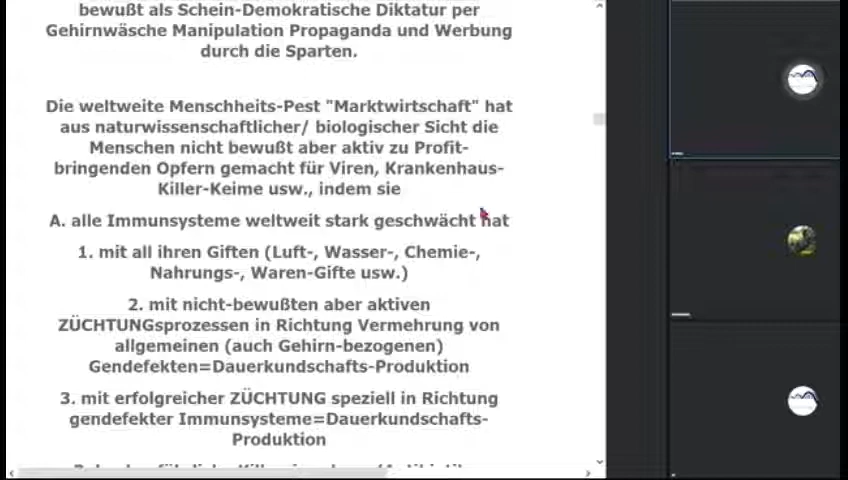 bewußt als Schein-Demokratische Diktatur per
Gehirnwäsche Manipulation Propaganda und Werbung
durch die Sparten.
Die weltweite Menschheits-Pest "Marktwirtschaft" hat
aus naturwissenschaftlicher/ biologischer Sicht die
Menschen nicht bewußt aber aktiv zu Profit-
bringenden Opfern gemacht für Viren, Krankenhaus-
Killer-Keime usw., indem sie
A. alle Immunsysteme weltweit stark geschwächt hat
1. mit all ihren Giften (Luft-, Wasser-, Chemie-,
Nahrungs-, Waren-Gifte usw.)
2. mit nicht-bewußten aber aktiven
ZÜCHTUNGsprozessen in Richtung Vermehrung von
allgemeinen (auch Gehirn-bezogenen)
Gendefekten=Dauerkundschafts-Produktion
3. mit erfolgreicher ZÜCHTUNG speziell in Richtung
gendefekter Immunsysteme=Dauerkundschafts-
Produktion